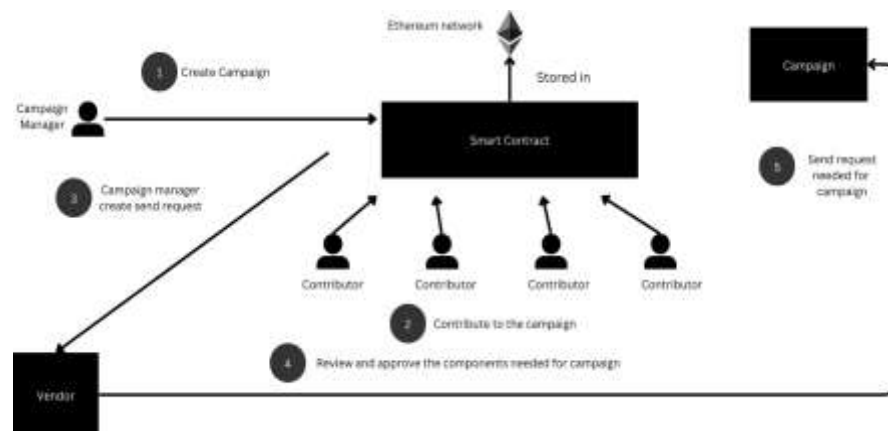 Ethereum network
1
Create Campaign
Stored in
Campaign
Campaign
Manager
Smart Contract
3
Campaign manager
create send request
5
Send request
needed for
campaign
Contributor
Contributor
Contributor
Contributor
2
Contribute to the campaign
4
Review and approve the components needed for campaign
Vendor